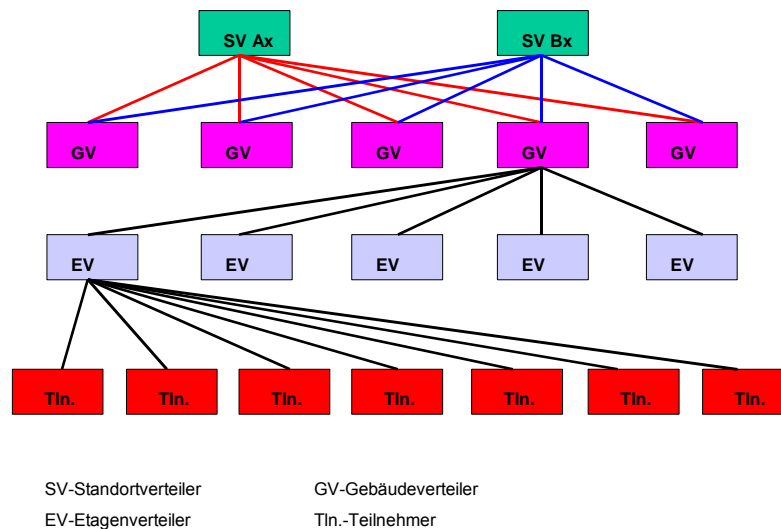 SV Ax SV Bx
GV GV GV GV GV
EV EV EV EV EV
Tln. Tln. Tln. Tln. Tln. Tln. Tln.
SV-Standortverteiler GV-Gebäudeverteiler
EV-Etagenverteiler Tln.-Teilnehmer